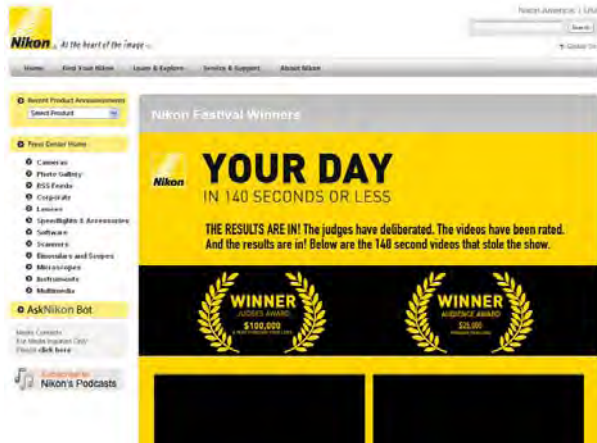 Nikon Americas | USA
Search
Nikon At the heart of the image
Home Find Your Nikon Learn & Explore Service & Support About Nikon
Recent Product Announcements
Select Product
Press Center Home
Cameras
Photo Gallery
RSS Feeds
Corporate
Lenses
Speedlights & Accessories
Software
Scanners
Binoculars and Scopes
Microscopes
Instruments
Multimedia
AskNikon Bot
Media Contacts
For Media Inquiries Only
Please click here
Nikon's Podcasts
Nikon Festival Winners
Nikon
YOUR DAY
IN 140 SECONDS OR LESS
THE RESULTS ARE IN! The judges have deliberated. The videos have been rated.
And the results are in! Below are the 140 second videos that stole the show.
WINNER
JUDGES AWARD
$100,000
WINNER
AUDIENCE AWARD
$25,000